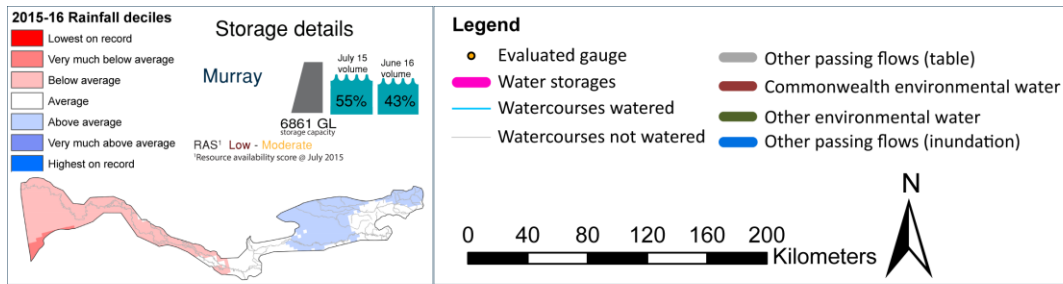 2015-16 Rainfall deciles
Lowest on record
Very much below average
Below average
Average
Above average
Very much above average
Highest on record
Storage details
Murray
6861 GL
storage capacity
July 15
volume
55%
June 16
volume
43%
RAS¹ Low - Moderate
¹Resource availability score @ July 2015
Legend
Evaluated gauge
Water storages
Watercourses watered
Watercourses not watered
Other passing flows (table)
Commonwealth environmental water
Other environmental water
Other passing flows (inundation)
0 40 80 120 160 200
Kilometers
N